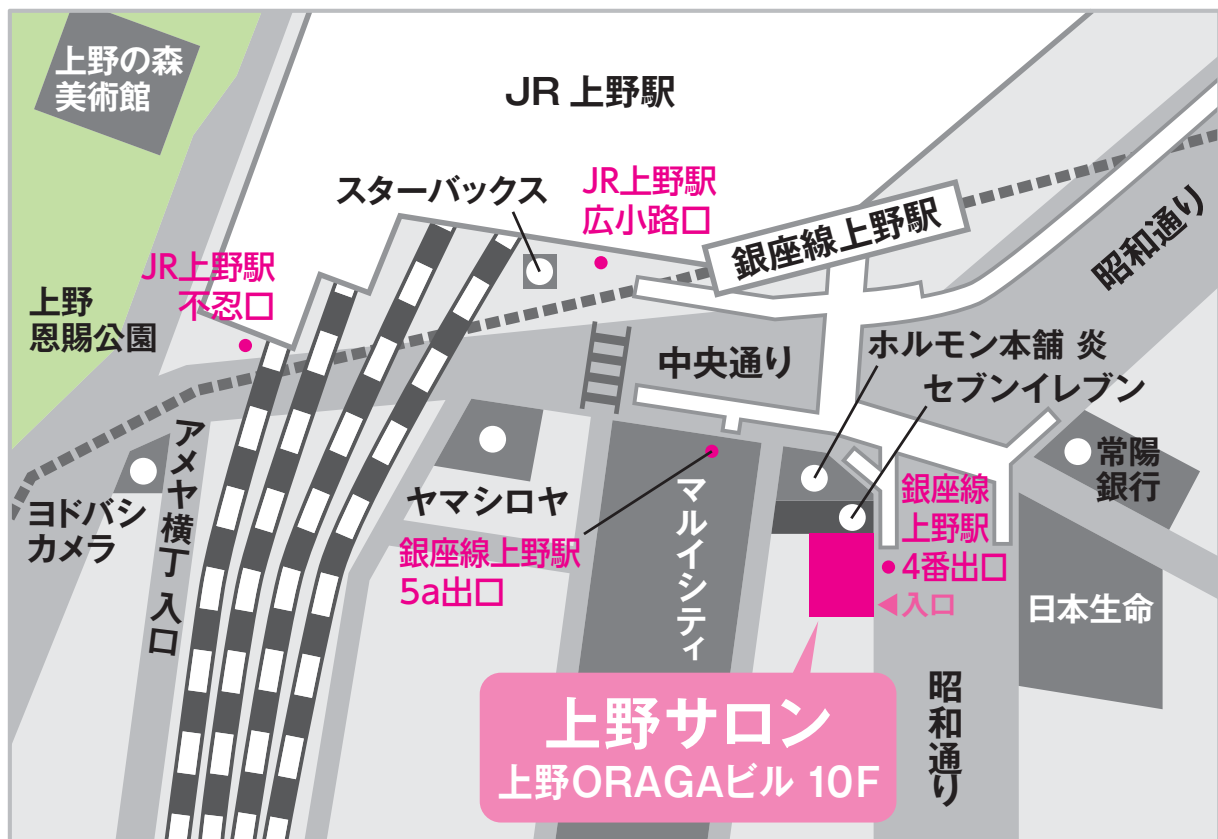 上野の森
美術館
JR 上野駅
スターバックス
JR上野駅
広小路口
銀座線上野駅
昭和通り
JR上野駅
不忍口
上野
恩賜公園
中央通り
ホルモン本舗 炎
セブンイレブン
アメヤ横丁 入口
ヨドバシ
カメラ
ヤマシロヤ
銀座線上野駅
5a出口
マルイシティ
銀座線
上野駅
4番出口
入口
常陽
銀行
日本生命
昭和通り
上野サロン
上野ORAGAビル 10F